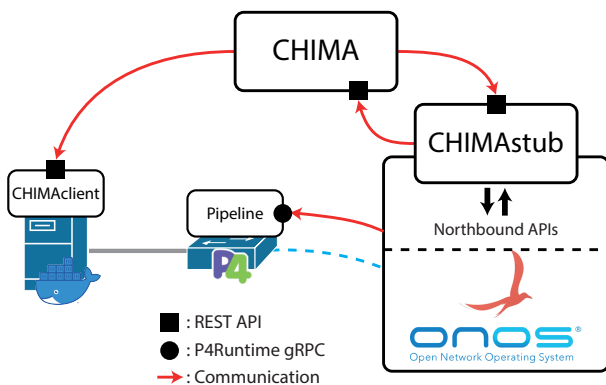 CHIMA
CHIMAstub
CHIMAclient
Pipeline
Northbound APIs
P4
onos®
Open Network Operating System
: REST API
: P4Runtime gRPC
: Communication